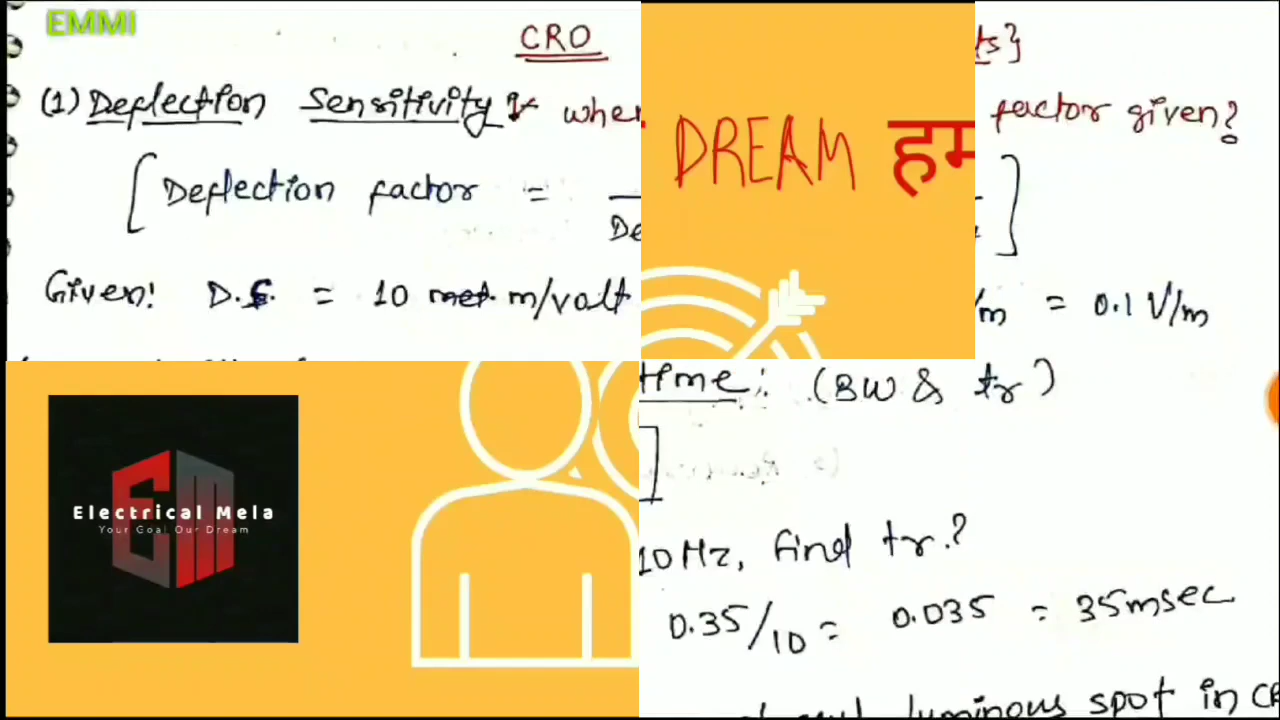 EMMI
CRO
ts}
(1) Deflection Sensitivity wher
factor given?
DREAM हम
[ Deflection factor =
]
De
Given: D.S. = 10 m/volt
/m = 0.1 V/m
time: (BW & tr)
]
10 Hz, find tr.?
0.35/10 = 0.035 = 35msec
luminous spot in CR
Electrical Mela
Your Goal Our Dream